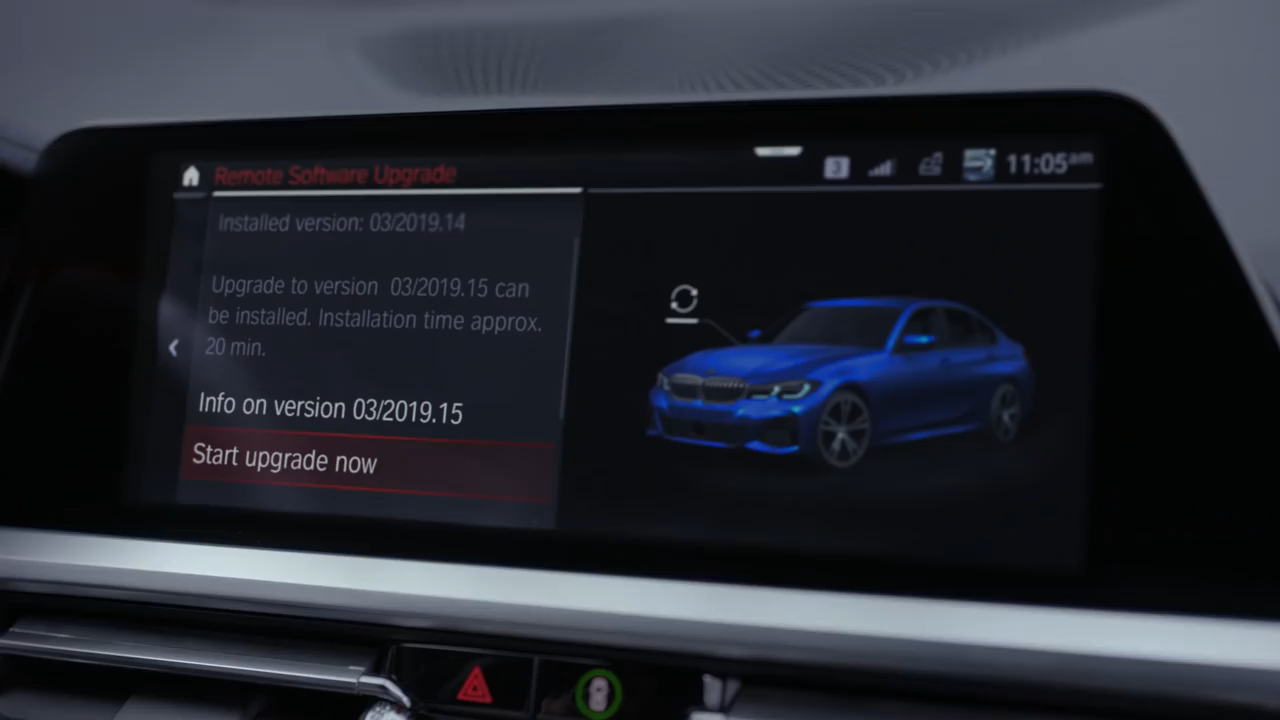 Remote Software Upgrade
3
11:05am
Installed version: 03/2019.14
Upgrade to version 03/2019.15 can
be installed. Installation time approx.
20 min.
Info on version 03/2019.15
Start upgrade now